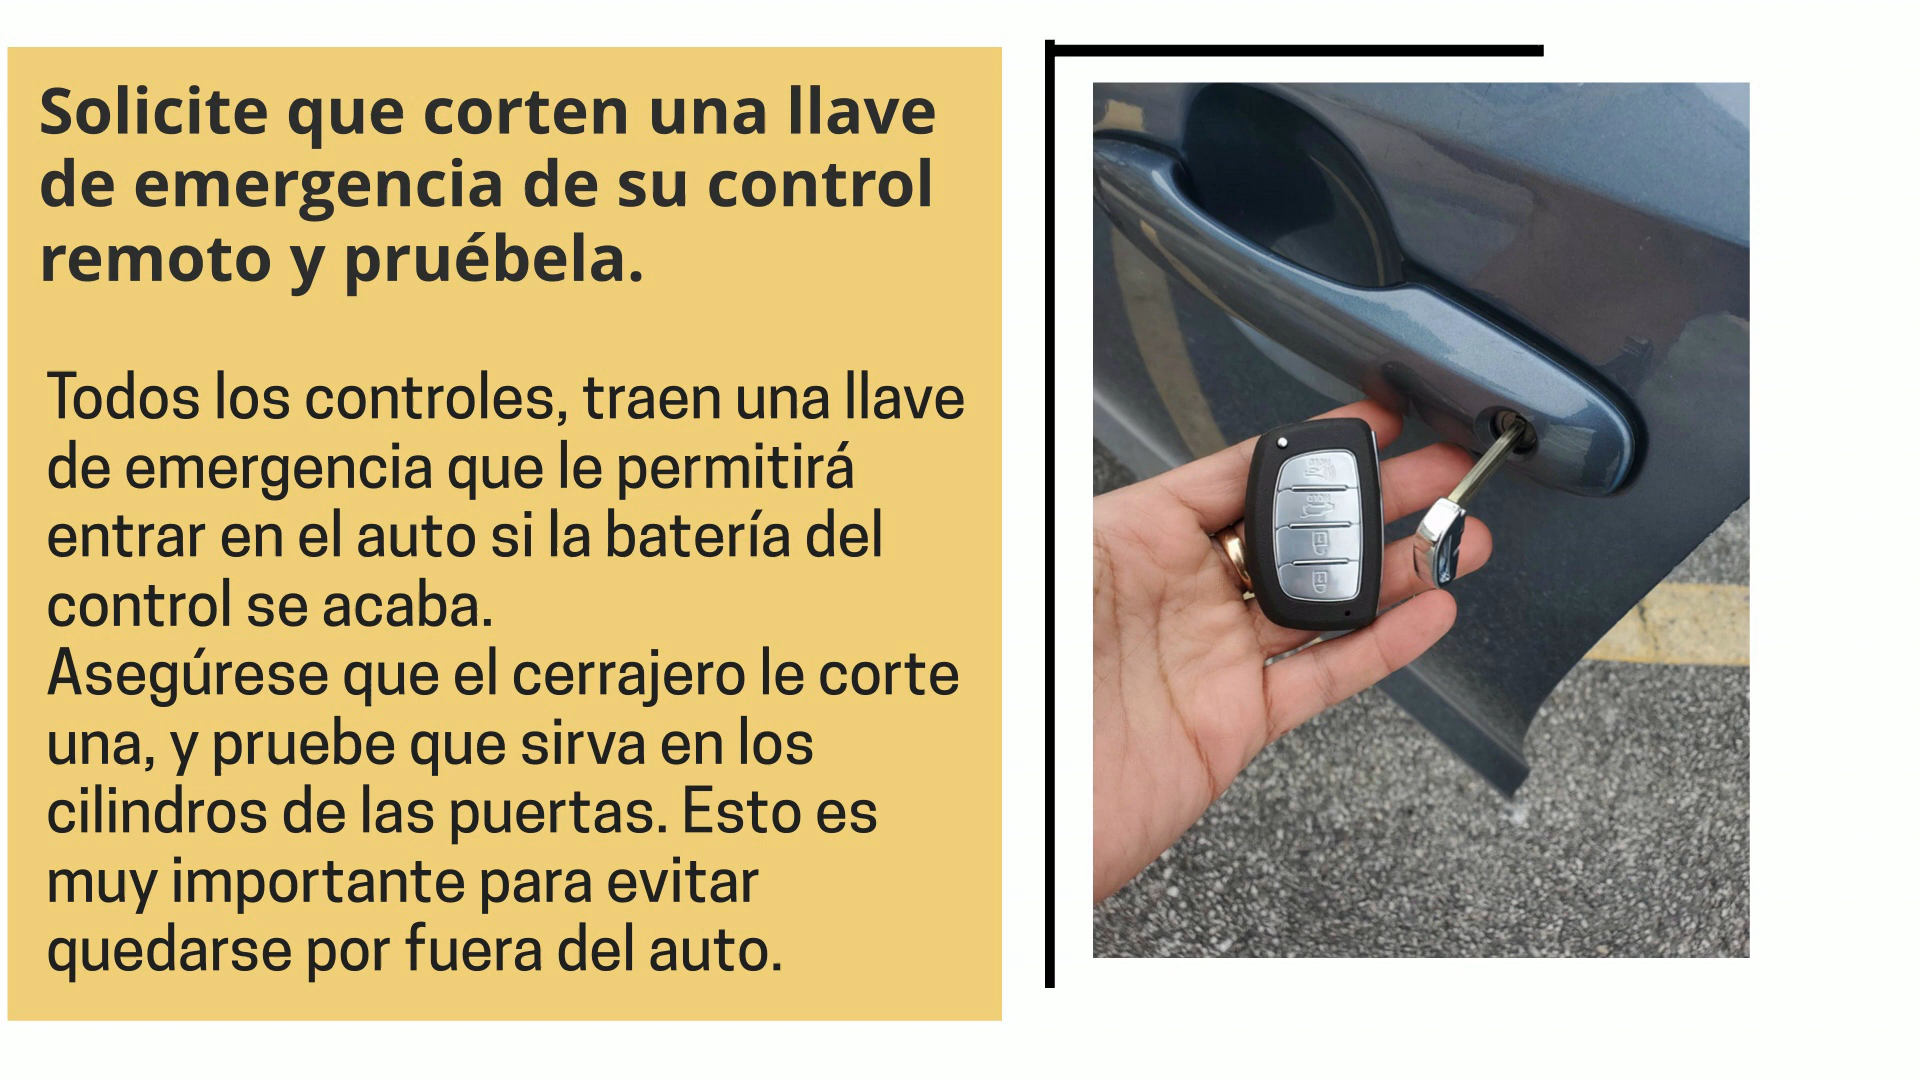 Solicite que corten una llave
de emergencia de su control
remoto y pruébela.
Todos los controles, traen una llave
de emergencia que le permitirá
entrar en el auto si la batería del
control se acaba.
Asegúrese que el cerrajero le corte
una, y pruebe que sirva en los
cilindros de las puertas. Esto es
muy importante para evitar
quedarse por fuera del auto.